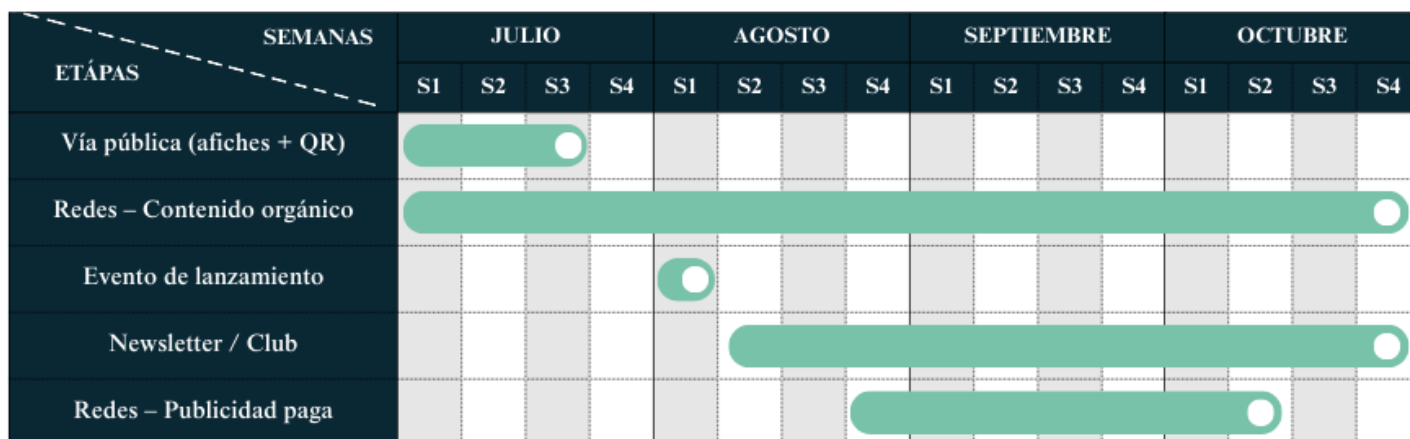 SEMANAS JULIO AGOSTO SEPTIEMBRE OCTUBRE
ETÁPAS
S1 S2 S3 S4 S1 S2 S3 S4 S1 S2 S3 S4 S1 S2 S3 S4
Vía pública (afiches + QR)
Redes – Contenido orgánico
Evento de lanzamiento
Newsletter / Club
Redes – Publicidad paga